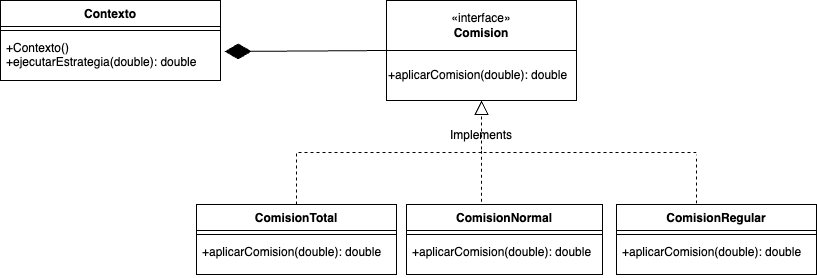 Contexto
+Contexto()
+ejecutarEstrategia(double): double
«interface»
Comision
+aplicarComision(double): double
Implements
ComisionTotal
+aplicarComision(double): double
ComisionNormal
+aplicarComision(double): double
ComisionRegular
+aplicarComision(double): double